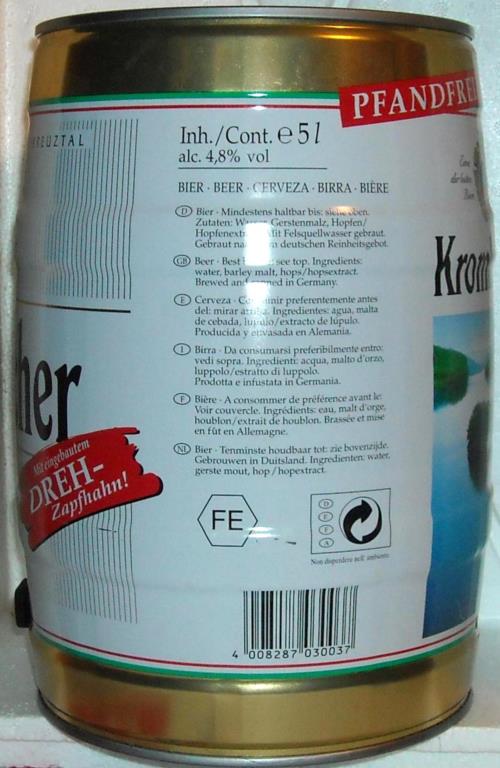 KREUZTAL
PFANDFREI
Inh./Cont. e 5 l
alc. 4,8% vol
BIER · BEER · CERVEZA · BIRRA · BIÈRE
D Bier · Mindestens haltbar bis: siehe oben.
Zutaten: Wasser, Gerstenmalz, Hopfen/
Hopfenextrakt. Mit Felsquellwasser gebraut.
Gebraut nach dem deutschen Reinheitsgebot.
GB Beer · Best see top. Ingredients:
water, barley malt, hops/hopsextract.
Brewed and canned in Germany.
E Cerveza · Consumir preferentemente antes
del: mirar arriba. Ingredientes: agua, malta
de cebada, lúpulo/extracto de lúpulo.
Producida y envasada en Alemania.
I Birra · Da consumarsi preferibilmente entro:
vedi sopra. Ingredienti: acqua, malto d'orzo,
luppolo/estratto di luppolo.
Prodotta e infustata in Germania.
F Bière · A consommer de préférence avant le:
Voir couvercle. Ingrédients: eau, malt d'orge,
houblon/extrait de houblon. Brassée et mise
en fût en Allemagne.
NL Bier · Tenminste houdbaar tot: zie bovenzijde.
Gebrouwen in Duitsland. Ingredienten: water,
gerste mout, hop / hopextract.
Krom
her
Mit eingebautem
DREH-
Zapfhahn!
FE
D
E
F
A
Non disperdere nell' ambiente
4 008287 030037